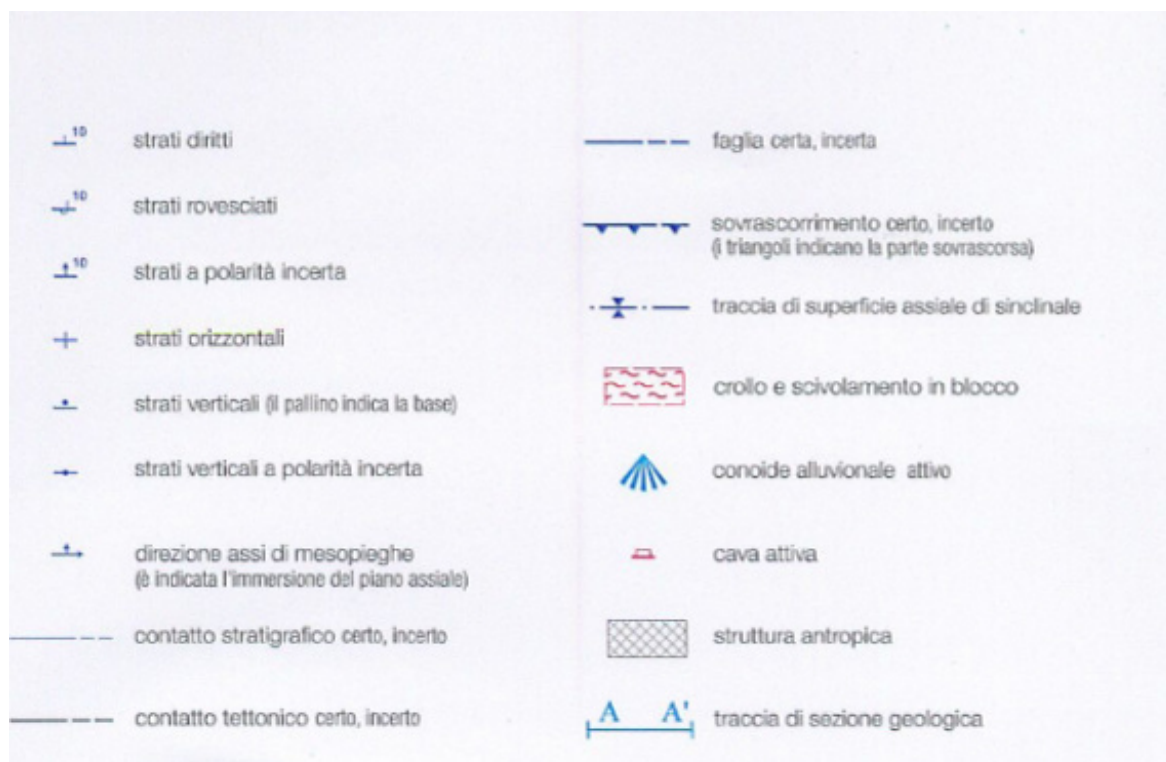 10 strati diritti
10 strati rovesciati
10 strati a polarità incerta
strati orizzontali
strati verticali (il pallino indica la base)
strati verticali a polarità incerta
direzione assi di mesopieghe
(è indicata l'immersione del piano assiale)
contatto stratigrafico certo, incerto
contatto tettonico certo, incerto
faglia certa, incerta
sovrascorrimento certo, incerto
(i triangoli indicano la parte sovrascorsa)
traccia di superficie assiale di sinclinale
crollo e scivolamento in blocco
conoide alluvionale attivo
cava attiva
struttura antropica
A A' traccia di sezione geologica